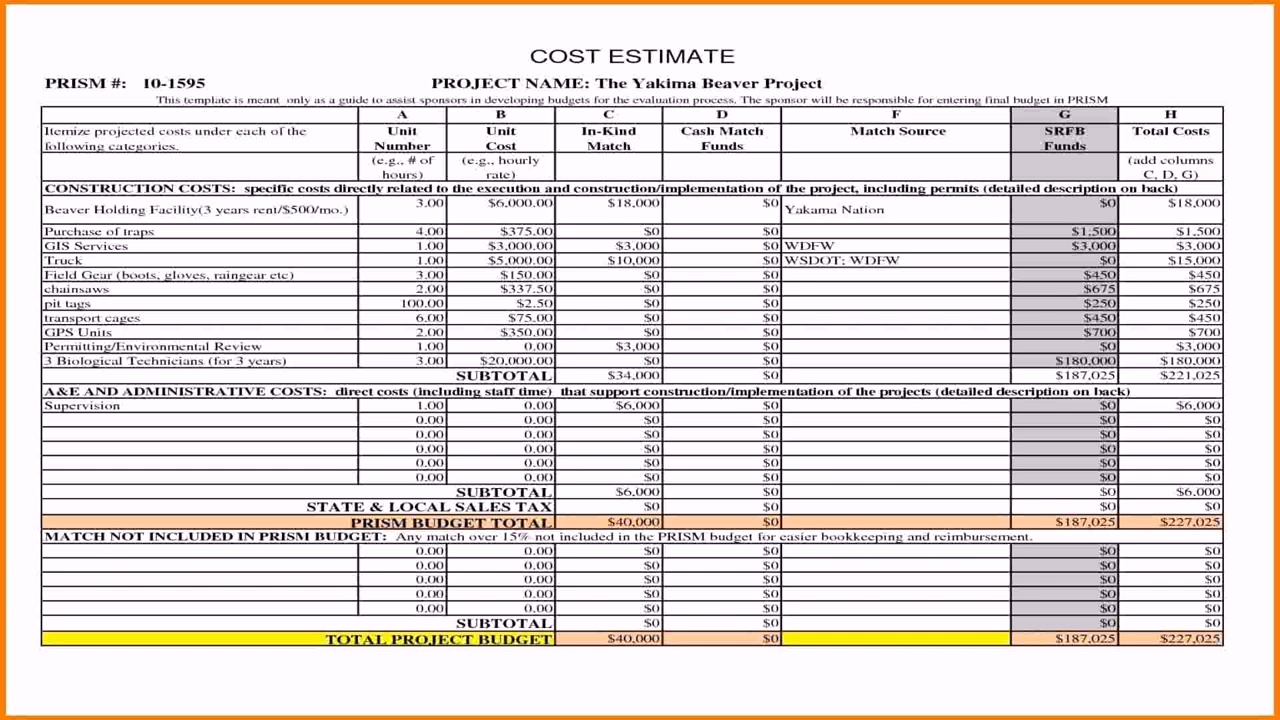 COST ESTIMATE
PRISM #: 10-1595 PROJECT NAME: The Yakima Beaver Project
This template is meant only as a guide to assist sponsors in developing budgets for the evaluation process. The sponsor will be responsible for entering final budget in PRISM
A B C D F G H
Itemize projected costs under each of the Unit Unit In-Kind Cash Match Match Source SRFB Total Costs
following categories. Number Cost Match Funds Funds
(e.g., # of (e.g., hourly (add columns
hours) rate) C, D, G)
CONSTRUCTION COSTS: specific costs directly related to the execution and construction/implementation of the project, including permits (detailed description on back)
Beaver Holding Facility(3 years rent/$500/mo.) 3.00 $6,000.00 $18,000 $0 Yakama Nation $0 $18,000
Purchase of traps 4.00 $375.00 $0 $0 $1,500 $1,500
GIS Services 1.00 $3,000.00 $3,000 $0 WDFW $3,000 $3,000
Truck 1.00 $5,000.00 $10,000 $0 WSDOT; WDFW $0 $15,000
Field Gear (boots, gloves, raingear etc) 3.00 $150.00 $0 $0 $450 $450
chainsaws 2.00 $337.50 $0 $0 $675 $675
pit tags 100.00 $2.50 $0 $0 $250 $250
transport cages 6.00 $75.00 $0 $0 $450 $450
GPS Units 2.00 $350.00 $0 $0 $700 $700
Permitting/Environmental Review 1.00 0.00 $3,000 $0 $0 $3,000
3 Biological Technicians (for 3 years) 3.00 $20,000.00 $0 $0 $180,000 $180,000
SUBTOTAL $34,000 $0 $187,025 $221,025
A&E AND ADMINISTRATIVE COSTS: direct costs (including staff time) that support construction/implementation of the projects (detailed description on back)
Supervision 1.00 0.00 $6,000 $0 $0 $6,000
0.00 0.00 $0 $0 $0 $0
0.00 0.00 $0 $0 $0 $0
0.00 0.00 $0 $0 $0 $0
0.00 0.00 $0 $0 $0 $0
0.00 0.00 $0 $0 $0 $0
SUBTOTAL $6,000 $0 $0 $6,000
STATE & LOCAL SALES TAX $0 $0 $0 $0
PRISM BUDGET TOTAL $40,000 $0 $187,025 $227,025
MATCH NOT INCLUDED IN PRISM BUDGET: Any match over 15% not included in the PRISM budget for easier bookkeeping and reimbursement.
0.00 0.00 $0 $0 $0 $0
0.00 0.00 $0 $0 $0 $0
0.00 0.00 $0 $0 $0 $0
0.00 0.00 $0 $0 $0 $0
0.00 0.00 $0 $0 $0 $0
SUBTOTAL $0 $0 $0 $0
TOTAL PROJECT BUDGET $40,000 $0 $187,025 $227,025